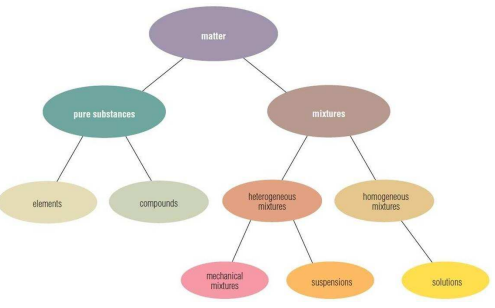 matter
pure substances
mixtures
elements
compounds
heterogeneous
mixtures
homogeneous
mixtures
mechanical
mixtures
suspensions
solutions